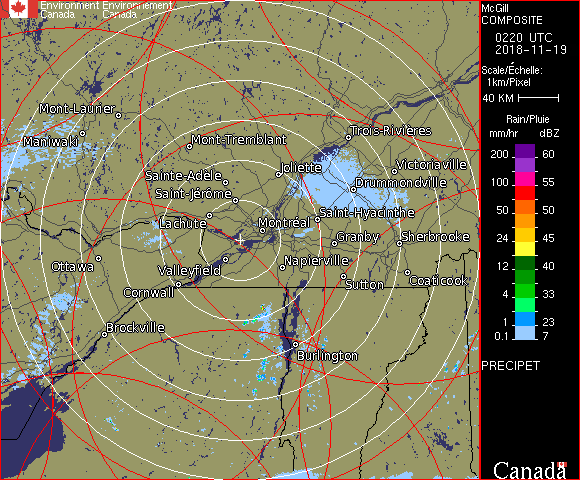 Environment Environnement
Canada Canada
McGill
COMPOSITE
0220 UTC
2018-11-19
Scale/Échelle:
1km/Pixel
40 KM
Rain/Pluie
mm/hr dBZ
200 60
57
100 55
50 50
24 45
12 40
4 33
1 23
0.1 7
PRECIPET
Canada
Mont-Laurier
Maniwaki
Mont-Tremblant
Trois-Rivières
Sainte-Adèle
Joliette
Victoriaville
Saint-Jérôme
Drummondville
Lachute
Montréal
Saint-Hyacinthe
Granby
Sherbrooke
Ottawa
Valleyfield
Napierville
Cornwall
Sutton
Coaticook
Brockville
Burlington